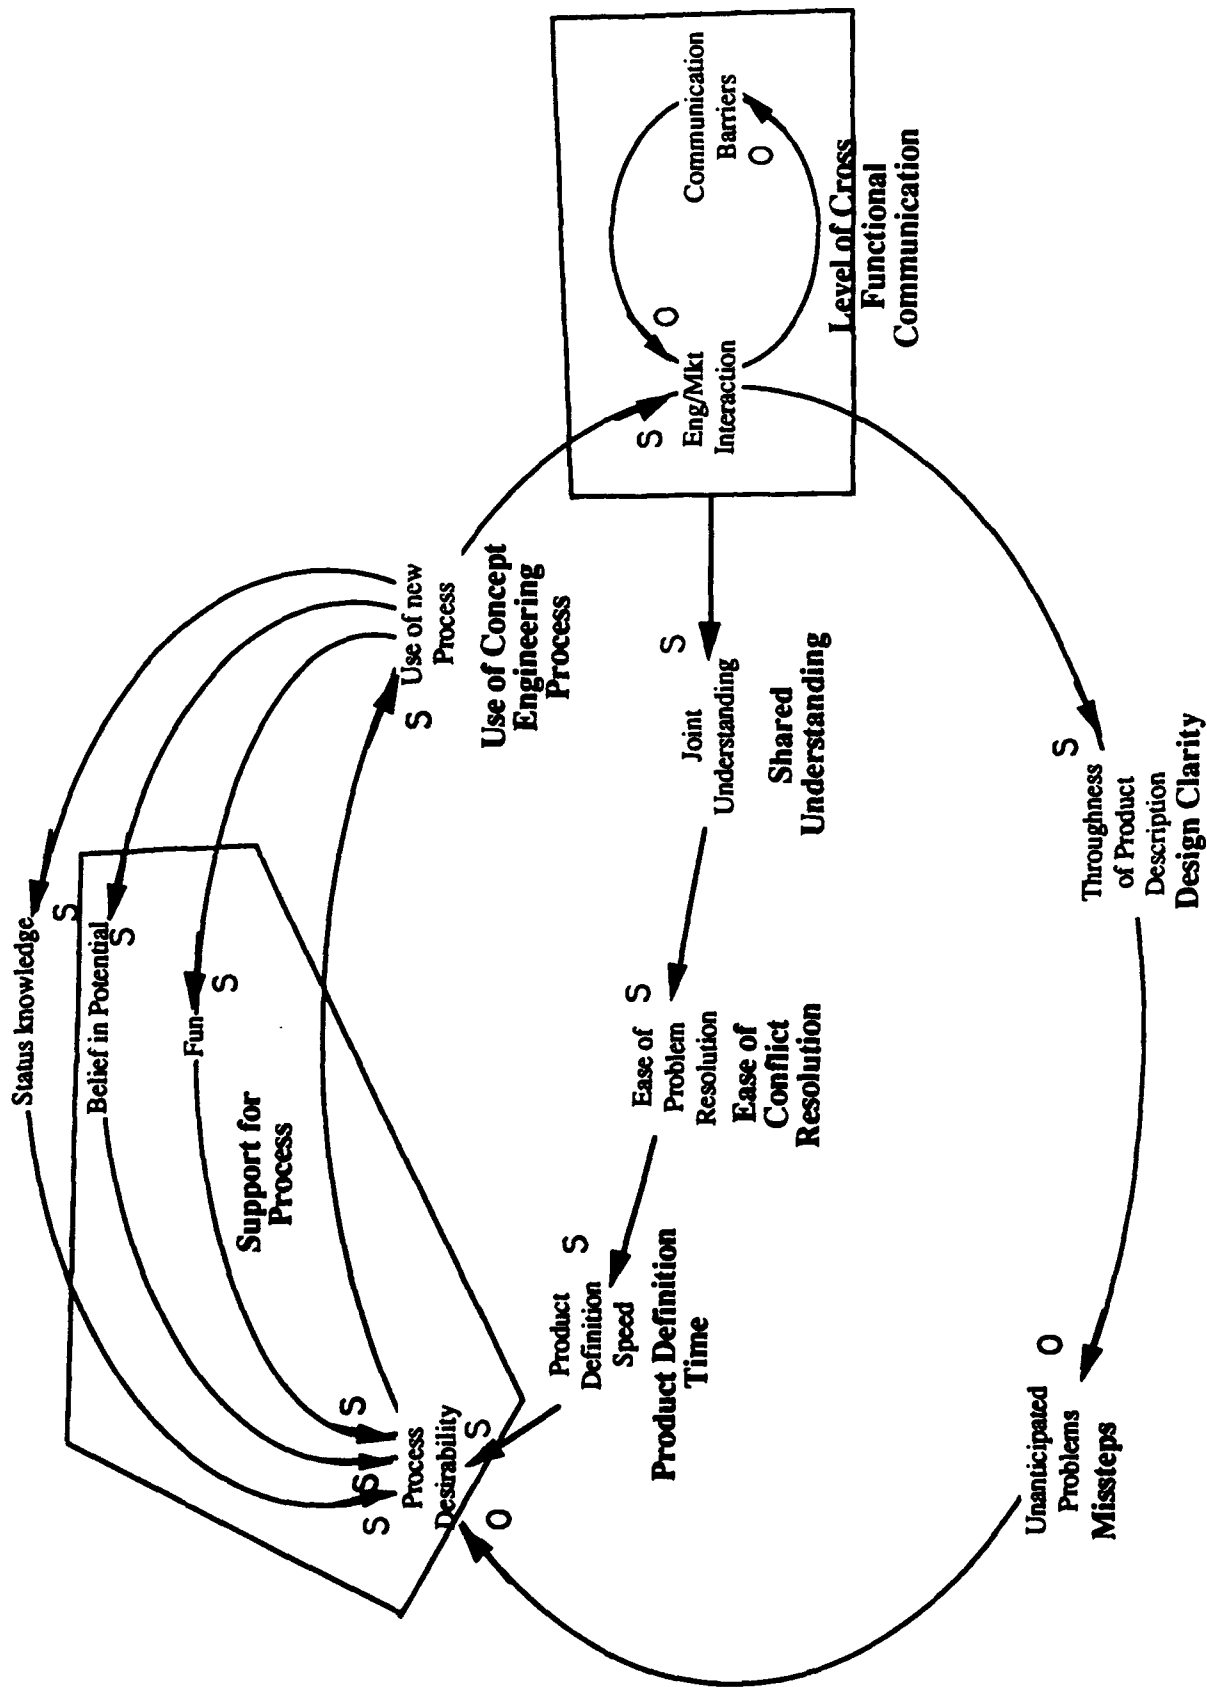 Status knowledge
S
Belief in Potential
S
Fun
S
Support for
Process
S
S
S
Process
Desirability
S
O
S
Use of new
Process
Use of Concept
Engineering
Process
Product
Definition
Speed
S
Product Definition
Time
Ease of
Problem
Resolution
S
Ease of
Conflict
Resolution
Joint
Understanding
S
Shared
Understanding
S
Eng/Mkt
Interaction
O
Communication
Barriers
O
Level of Cross
Functional
Communication
Unanticipated
Problems
O
Missteps
S
Throughness
of Product
Description
Design Clarity